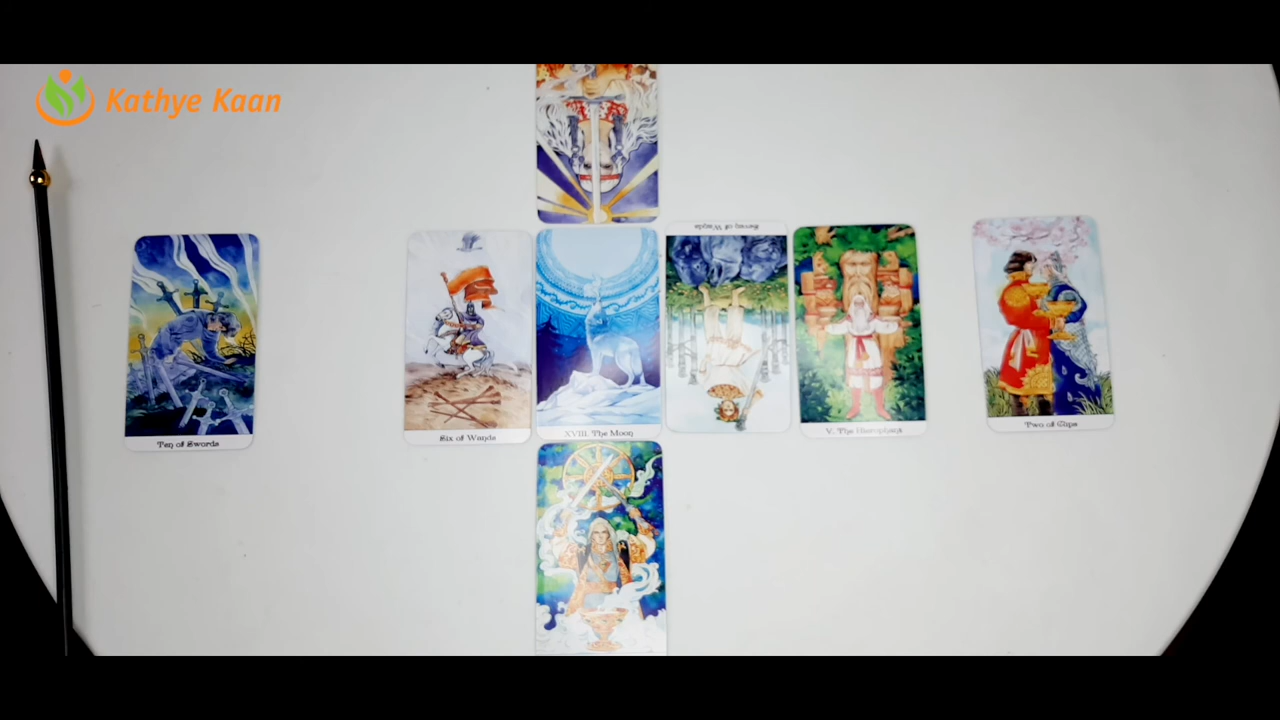 Kathye Kaan
Seven of Wands
Ten of Swords
Six of Wands
XVIII. The Moon
V. The Hierophant
Two of Cups